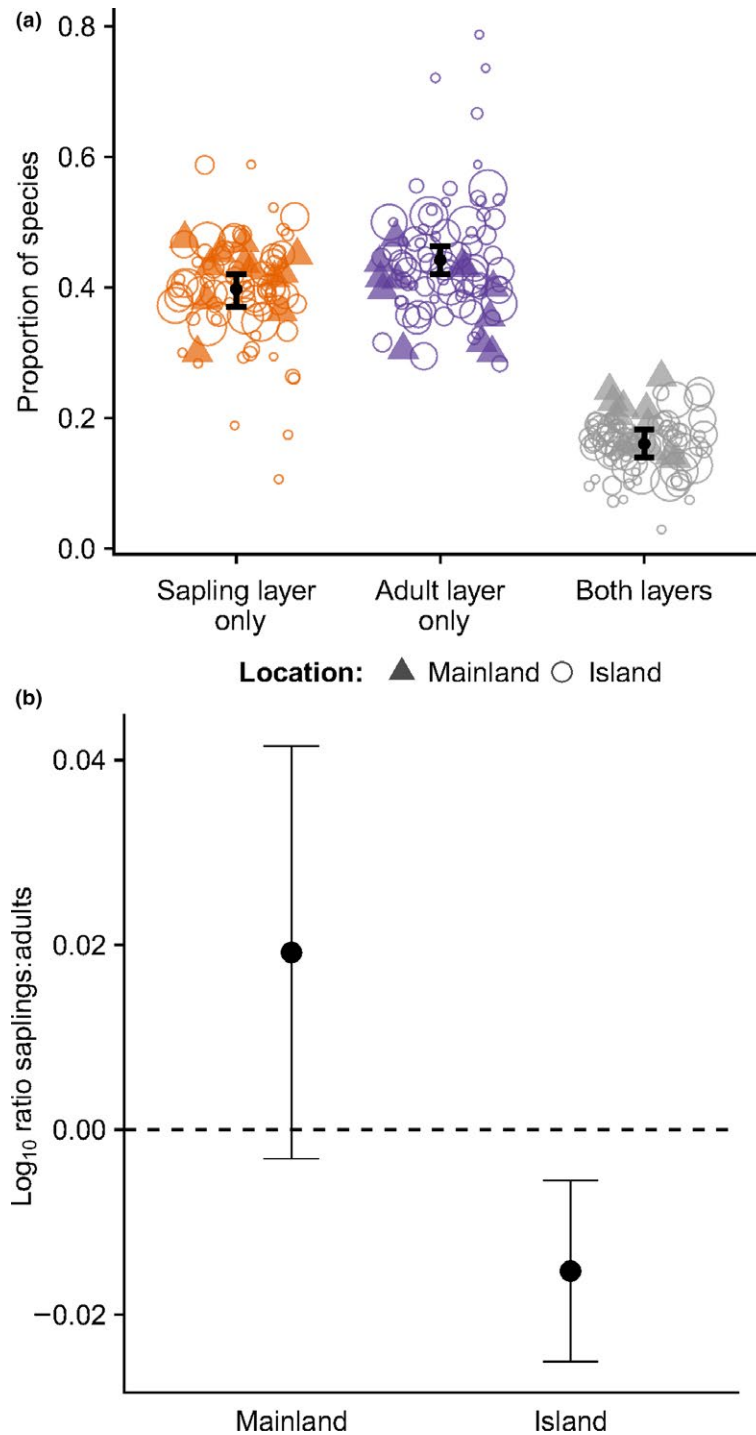 (a)
Proportion of species
0.8
0.6
0.4
0.2
0.0
Sapling layer only
Adult layer only
Both layers
Location: Mainland Island
(b)
Log₁₀ ratio saplings:adults
0.04
0.02
0.00
−0.02
Mainland Island